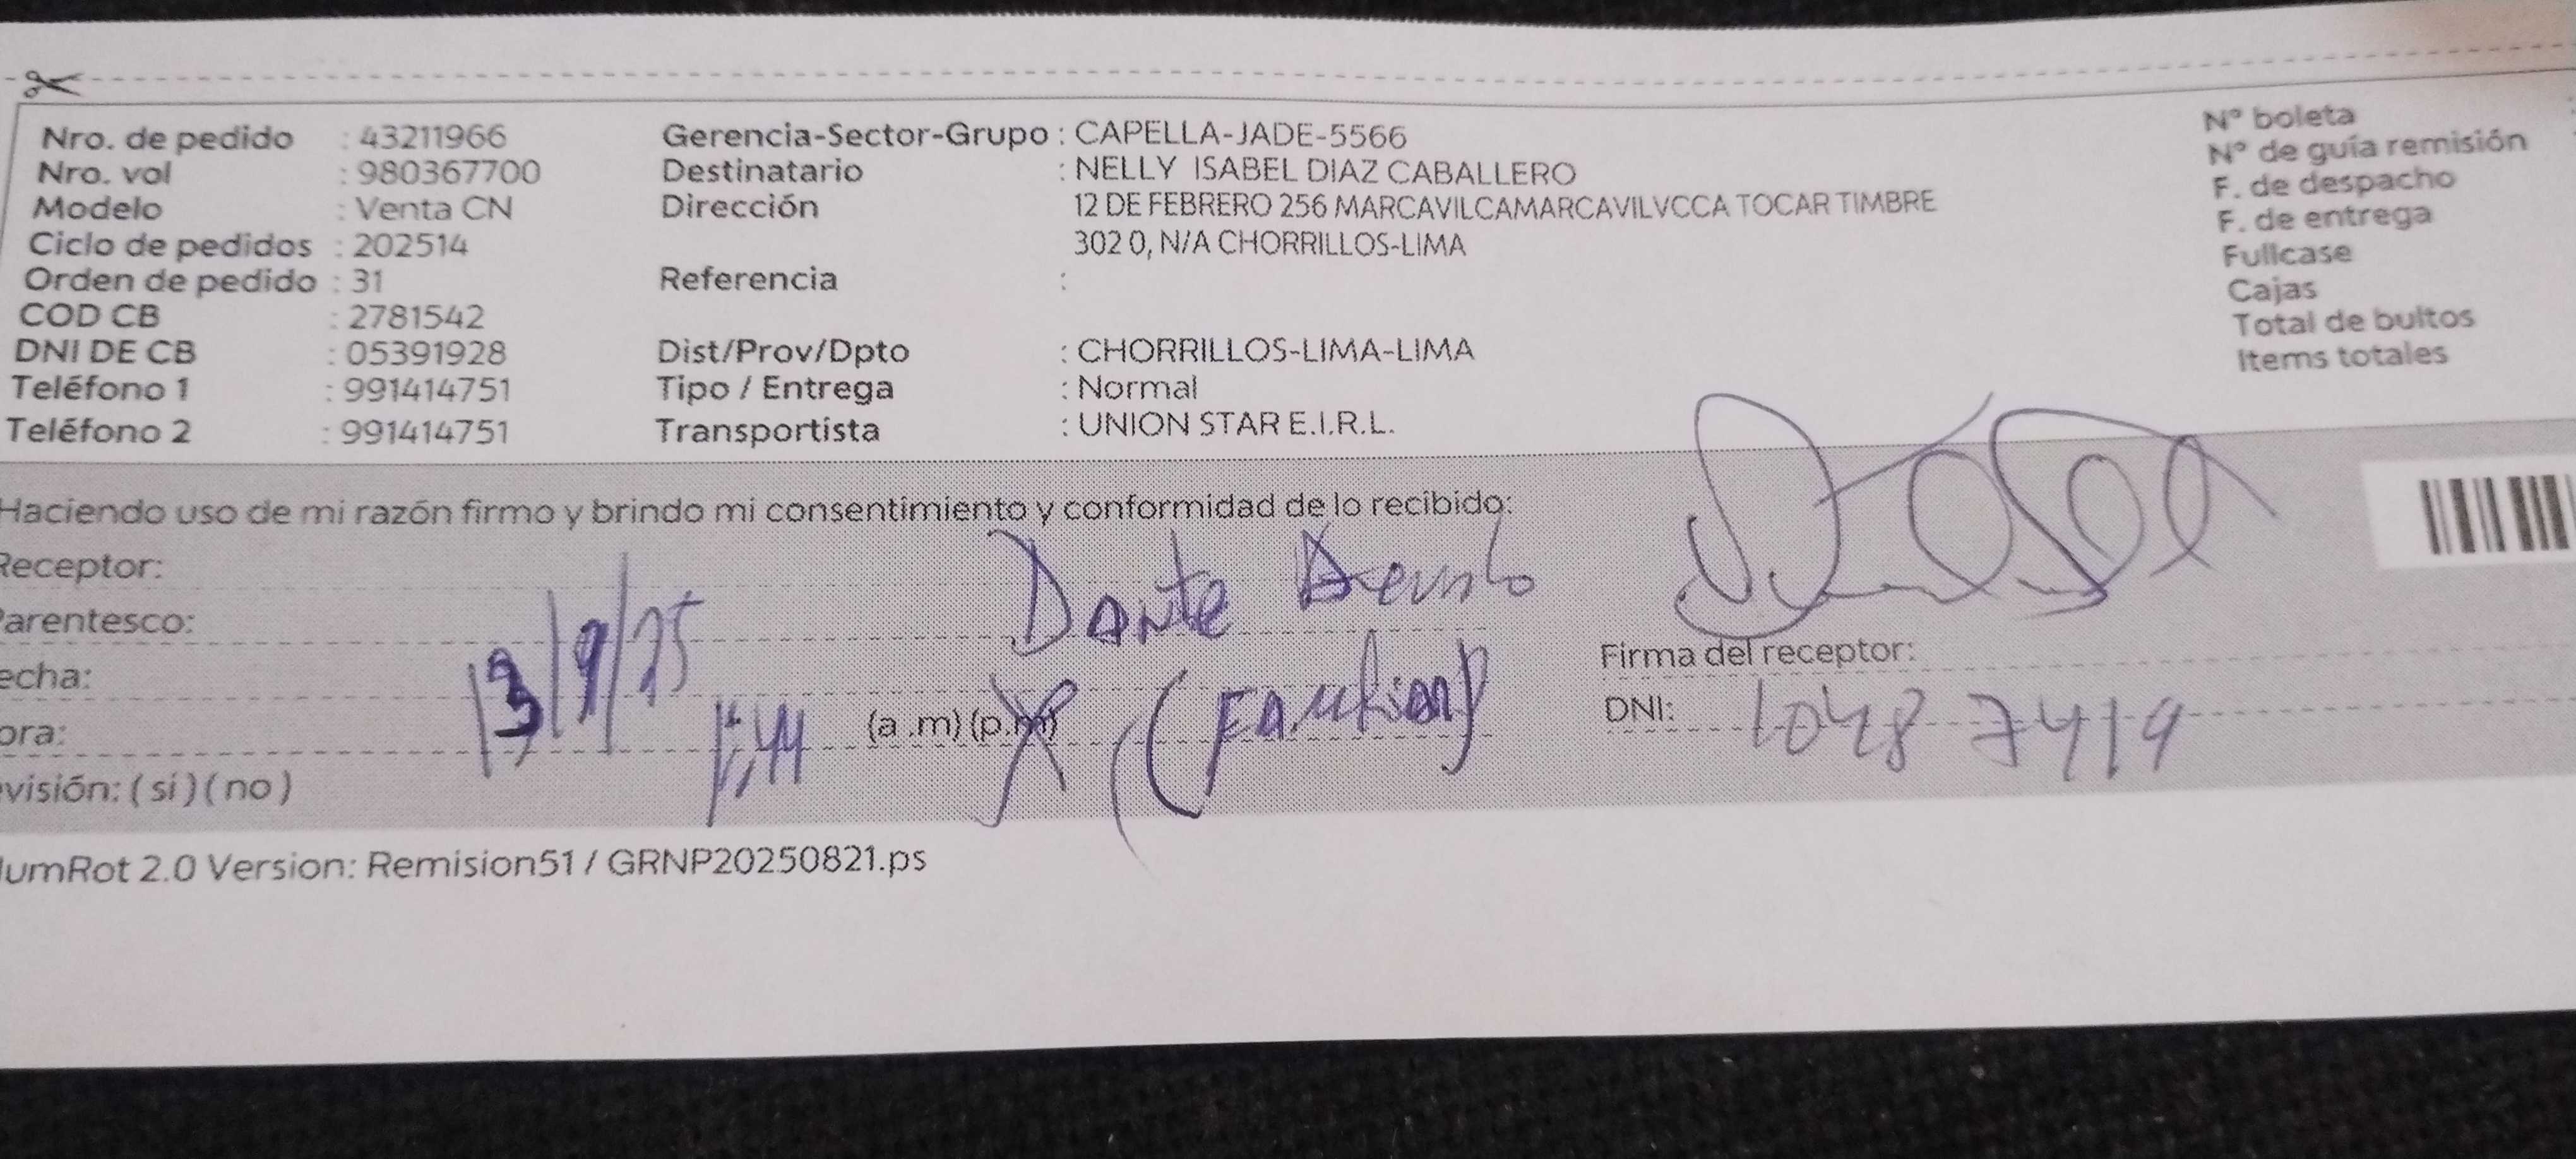 Nro. de pedido : 43211966
Nro. vol : 980367700
Modelo : Venta CN
Ciclo de pedidos : 202514
Orden de pedido : 31
COD CB : 2781542
DNI DE CB : 05391928
Teléfono 1 : 991414751
Teléfono 2 : 991414751
Gerencia-Sector-Grupo : CAPELLA-JADE-5566
Destinatario : NELLY ISABEL DIAZ CABALLERO
Dirección : 12 DE FEBRERO 256 MARCAVILCAMARCAVILVCCA TOCAR TIMBRE
302 0, N/A CHORRILLOS-LIMA
Referencia :
Dist/Prov/Dpto : CHORRILLOS-LIMA-LIMA
Tipo / Entrega : Normal
Transportista : UNION STAR E.I.R.L.
N° boleta
N° de guía remisión
F. de despacho
F. de entrega
Fullcase
Cajas
Total de bultos
Items totales
Haciendo uso de mi razón firmo y brindo mi consentimiento y conformidad de lo recibido:
Receptor: Dante
Parentesco:
echa: 13/9/25
ora: 1:44 (a .m) (p.m)
visión: ( si ) ( no )
Firma del receptor:
DNI: 10487419
umRot 2.0 Version: Remision51 / GRNP20250821.ps